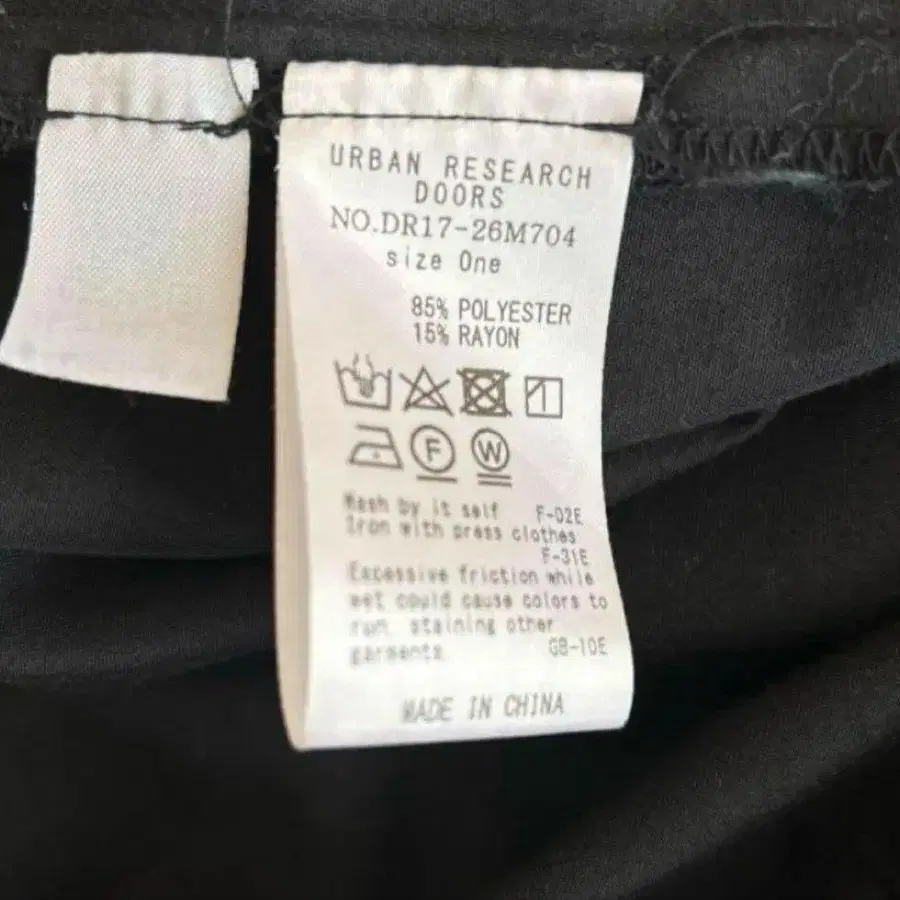 URBAN RESEARCH
DOORS
NO.DR17-26M704
size One
85% POLYESTER
15% RAYON
F
W
Wash by it self F-02E
Iron with press clothes
F-31E
Excessive friction while
wet could cause colors to
run, staining other
garments GB-10E
MADE IN CHINA